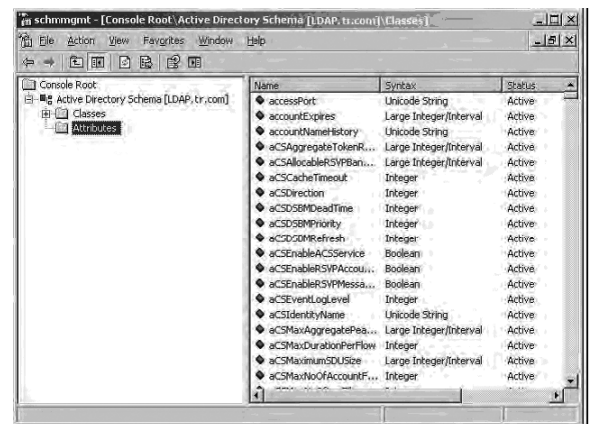 schmmgmt - [Console Root\Active Directory Schema [LDAP.tr.com]\Classes]
File Action View Favorites Window Help
Console Root
Active Directory Schema [LDAP.tr.com]
Classes
Attributes
Name Syntax Status
accessPort Unicode String Active
accountExpires Large Integer/Interval Active
accountNameHistory Unicode String Active
aCSAggregateTokenR... Large Integer/Interval Active
aCSAllocableRSVPBan... Large Integer/Interval Active
aCSCacheTimeout Integer Active
aCSDirection Integer Active
aCSDSBMDeadTime Integer Active
aCSDSBMPriority Integer Active
aCSDSBMRefresh Integer Active
aCSEnableACSService Boolean Active
aCSEnableRSVPAccou... Boolean Active
aCSEnableRSVPMessa... Boolean Active
aCSEventLogLevel Integer Active
aCSIdentityName Unicode String Active
aCSMaxAggregatePea... Large Integer/Interval Active
aCSMaxDurationPerFlow Integer Active
aCSMaximumSDUSize Large Integer/Interval Active
aCSMaxNoOfAccountF... Integer Active